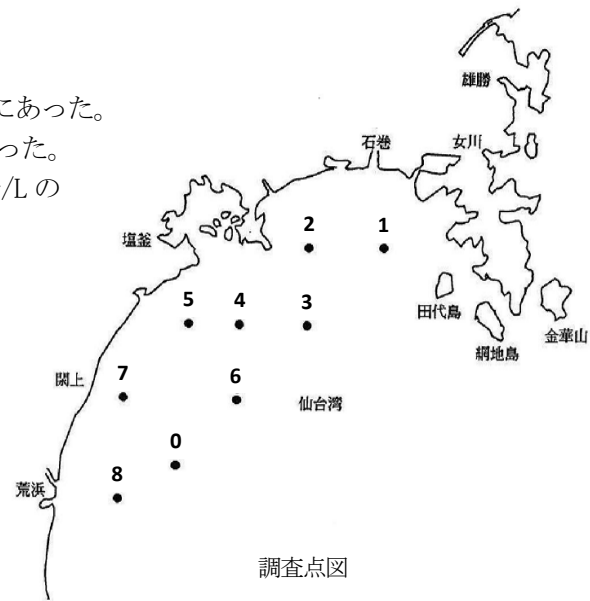 にあった。
った。
/L の
雄勝
石巻
女川
塩釜
2
1
5
4
3
田代島
金華山
網地島
閖上
7
6
仙台湾
0
8
荒浜
調査点図